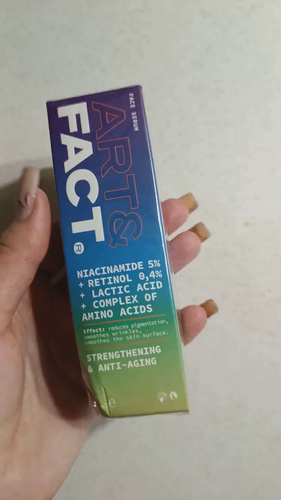 FACE SERUM
ART&
FACT®
NIACINAMIDE 5%
+ RETINOL 0,4%
+ LACTIC ACID
+ COMPLEX OF
AMINO ACIDS
Effect: reduces pigmentation,
smoothes wrinkles,
smoothes the skin surface.
STRENGTHENING
& ANTI-AGING
e